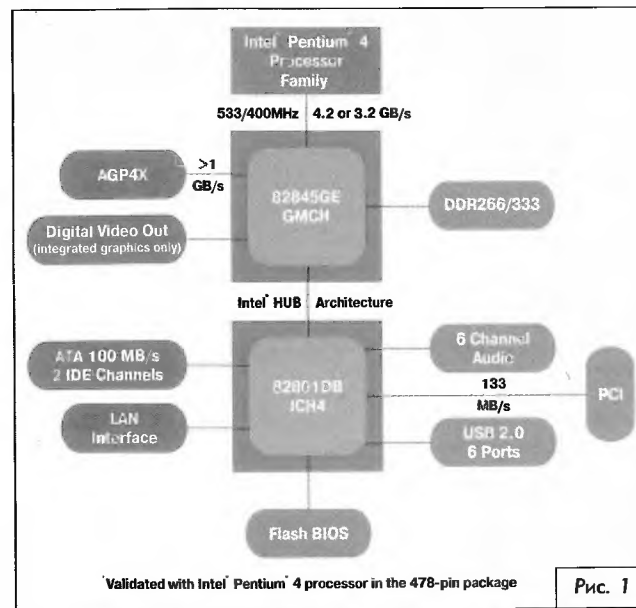 Intel Pentium 4
Processor
Family
533/400MHz 4.2 or 3.2 GB/s
AGP4X
>1
GB/s
82845GE
GMCH
DDR266/333
Digital Video Out
(integrated graphics only)
Intel HUB Architecture
ATA 100 MB/s
2 IDE Channels
82801DB
ICH4
6 Channel
Audio
133
MB/s
PCI
LAN
Interface
USB 2.0
6 Ports
Flash BIOS
*Validated with Intel Pentium 4 processor in the 478-pin package
Рис. 1